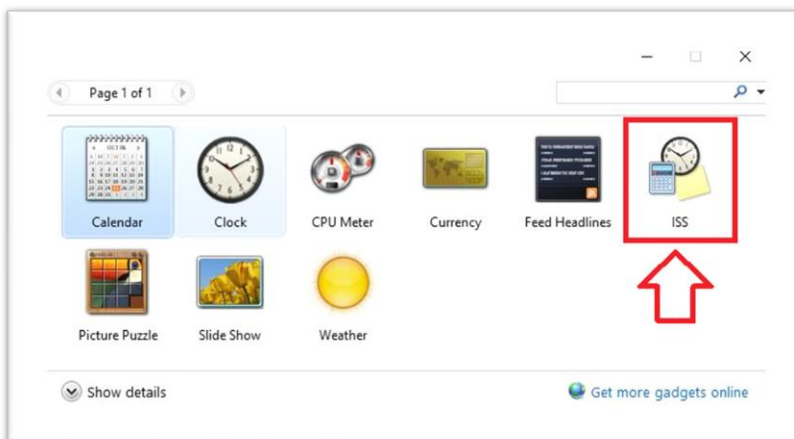 Page 1 of 1
Calendar
Clock
CPU Meter
Currency
Feed Headlines
ISS
Picture Puzzle
Slide Show
Weather
Show details
Get more gadgets online